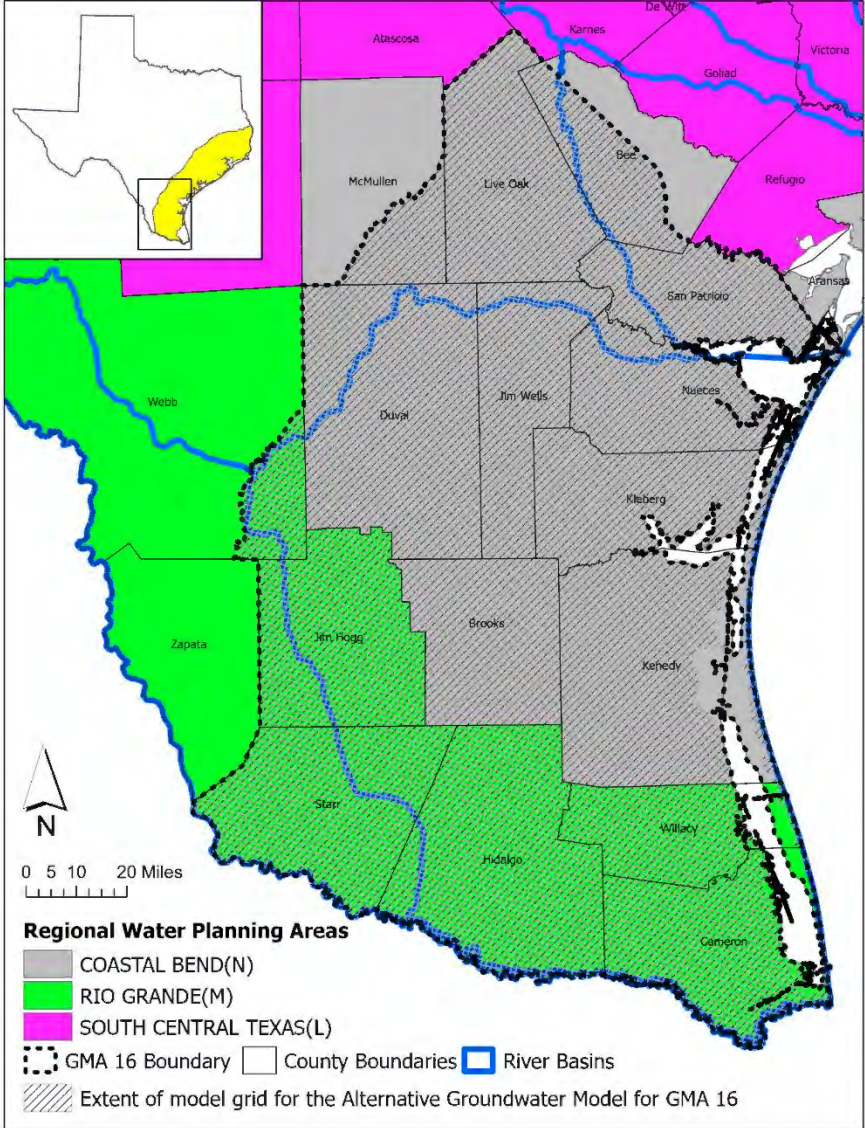 De Witt
Karnes
Atascosa
Victoria
Goliad
Bee
McMullen
Live Oak
Refugio
Aransas
San Patricio
Webb
Duval
Jim Wells
Nueces
Kleberg
Jim Hogg
Brooks
Zapata
Kenedy
Starr
Willacy
Hidalgo
Cameron
N
0 5 10 20 Miles
Regional Water Planning Areas
COASTAL BEND(N)
RIO GRANDE(M)
SOUTH CENTRAL TEXAS(L)
GMA 16 Boundary County Boundaries River Basins
Extent of model grid for the Alternative Groundwater Model for GMA 16